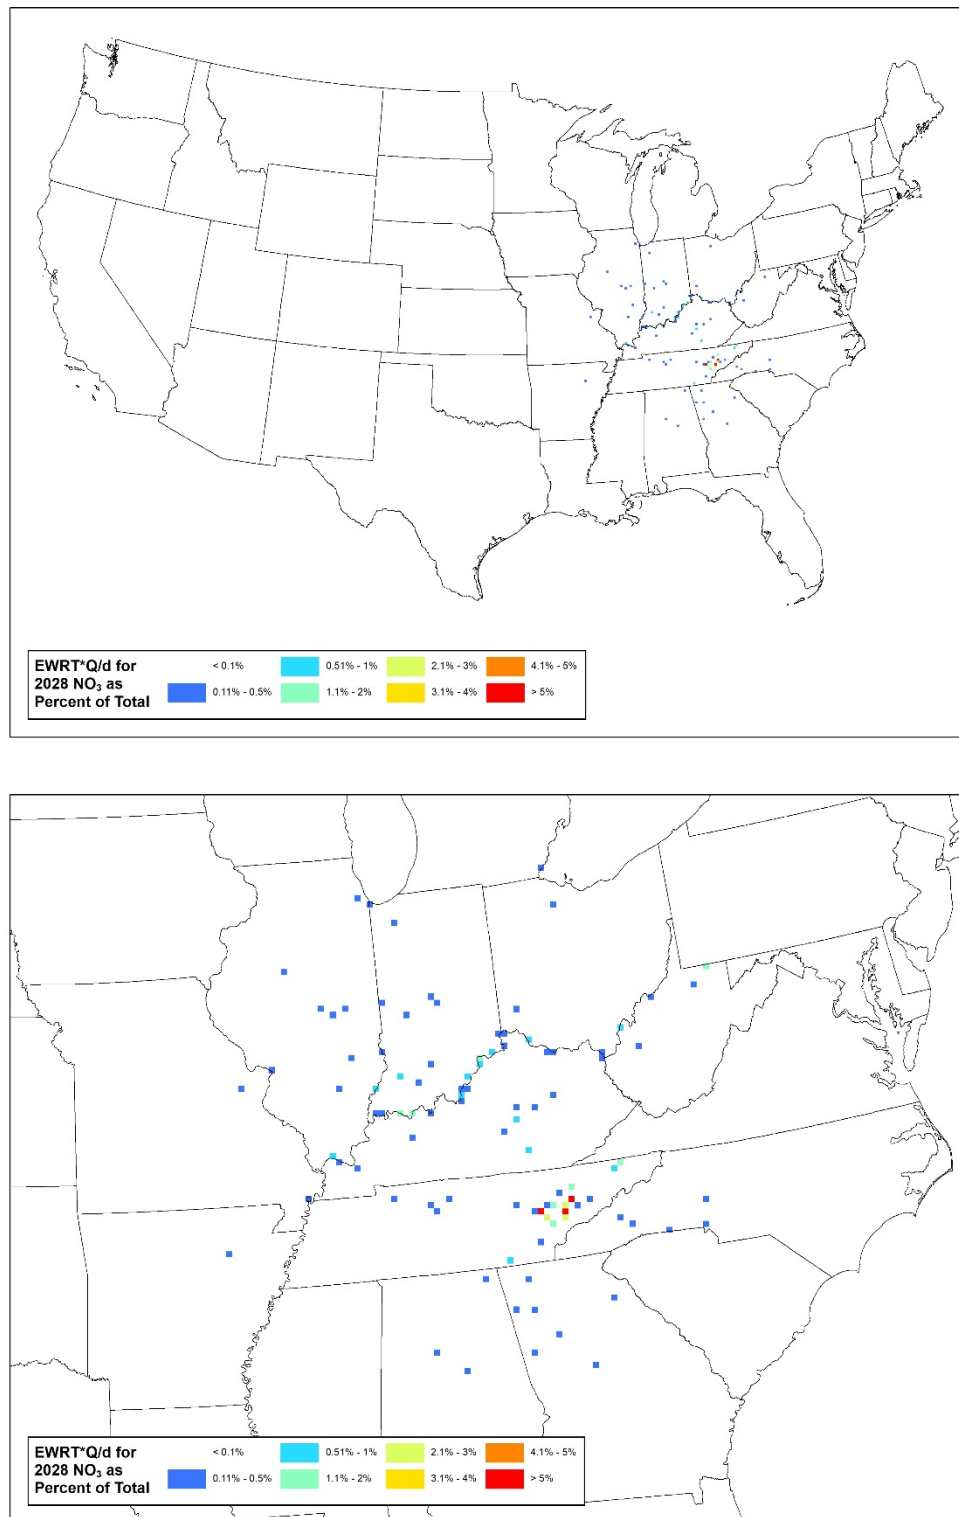 EWRT*Q/d for
2028 NO₃ as
Percent of Total
< 0.1%
0.51% - 1%
2.1% - 3%
4.1% - 5%
0.11% - 0.5%
1.1% - 2%
3.1% - 4%
> 5%
EWRT*Q/d for
2028 NO₃ as
Percent of Total
< 0.1%
0.51% - 1%
2.1% - 3%
4.1% - 5%
0.11% - 0.5%
1.1% - 2%
3.1% - 4%
> 5%